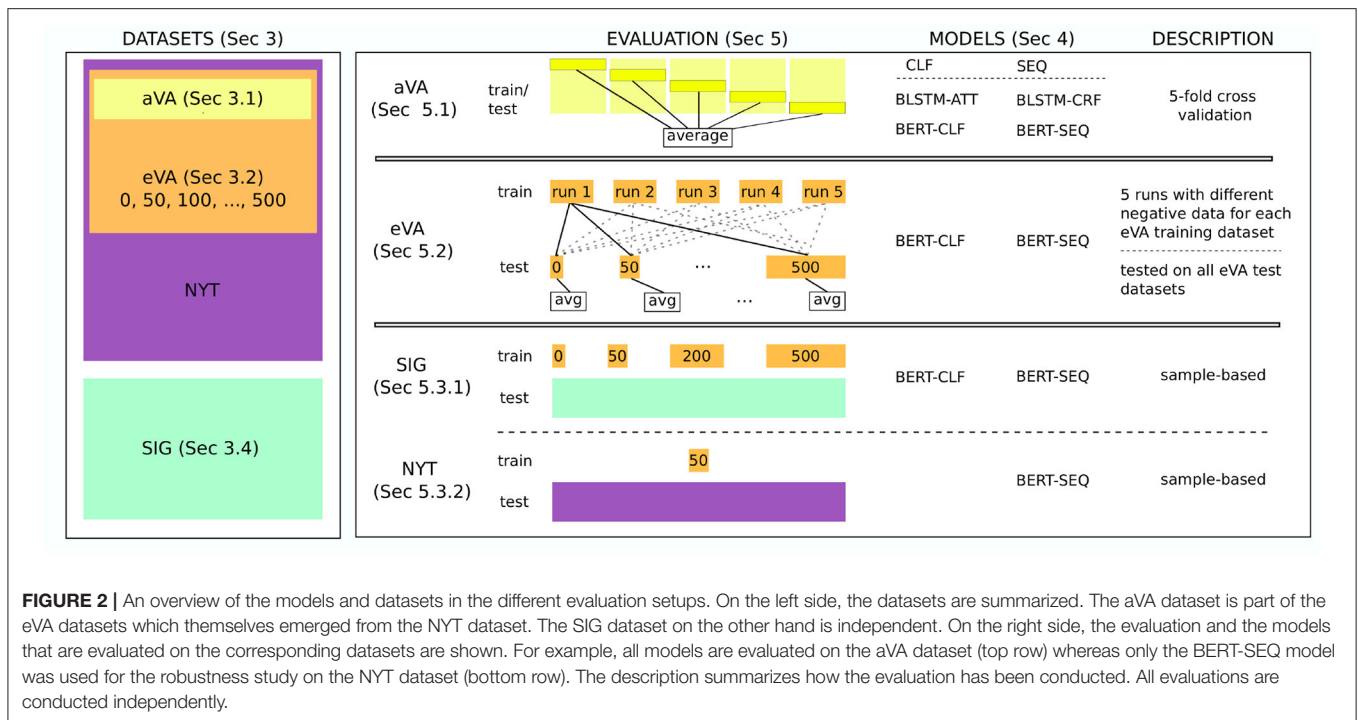 DATASETS (Sec 3)
aVA (Sec 3.1)
eVA (Sec 3.2)
0, 50, 100, ..., 500
NYT
SIG (Sec 3.4)
EVALUATION (Sec 5)
MODELS (Sec 4)
DESCRIPTION
aVA
(Sec 5.1)
train/
test
average
CLF
SEQ
BLSTM-ATT
BLSTM-CRF
BERT-CLF
BERT-SEQ
5-fold cross
validation
eVA
(Sec 5.2)
train
run 1
run 2
run 3
run 4
run 5
test
0
50
...
500
avg
avg
...
avg
BERT-CLF
BERT-SEQ
5 runs with different
negative data for each
eVA training dataset
tested on all eVA test
datasets
SIG
(Sec 5.3.1)
train
0
50
200
500
test
BERT-CLF
BERT-SEQ
sample-based
NYT
(Sec 5.3.2)
train
50
test
BERT-SEQ
sample-based
FIGURE 2 | An overview of the models and datasets in the different evaluation setups. On the left side, the datasets are summarized. The aVA dataset is part of the
eVA datasets which themselves emerged from the NYT dataset. The SIG dataset on the other hand is independent. On the right side, the evaluation and the models
that are evaluated on the corresponding datasets are shown. For example, all models are evaluated on the aVA dataset (top row) whereas only the BERT-SEQ model
was used for the robustness study on the NYT dataset (bottom row). The description summarizes how the evaluation has been conducted. All evaluations are
conducted independently.